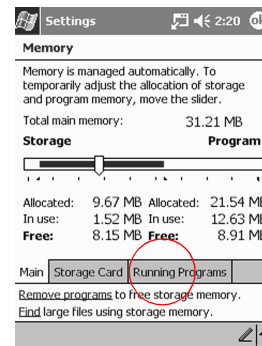 Settings 2:20 ok
Memory
Memory is managed automatically. To
temporarily adjust the allocation of storage
and program memory, move the slider.
Total main memory: 31.21 MB
Storage Program
Allocated: 9.67 MB Allocated: 21.54 MB
In use: 1.52 MB In use: 12.63 MB
Free: 8.15 MB Free: 8.91 MB
Main Storage Card Running Programs
Remove programs to free storage memory.
Find large files using storage memory.